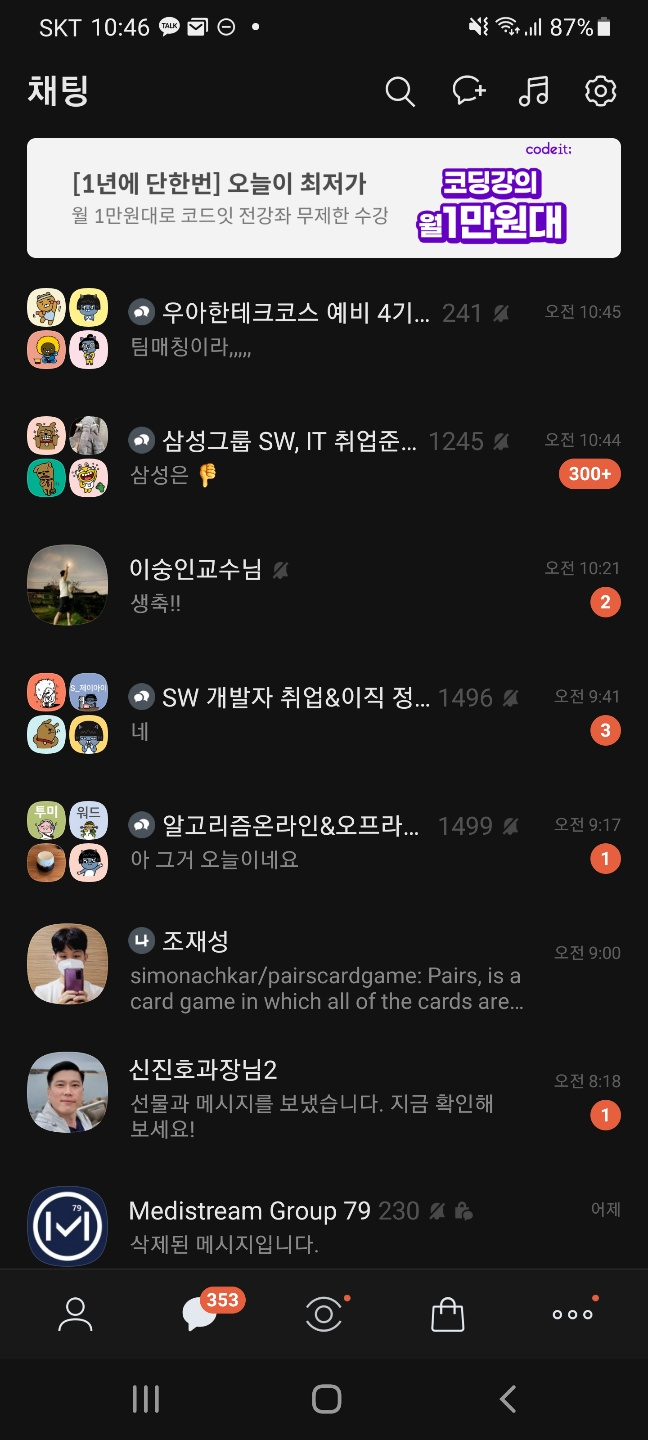 SKT 10:46 TALK 87%
채팅
codeit:
[1년에 단한번] 오늘이 최저가
월 1만원대로 코드잇 전강좌 무제한 수강
코딩강의
월1만원대
우아한테크코스 예비 4기... 241 오전 10:45
팀매칭이라,,,,,
삼성그룹 SW, IT 취업준... 1245 오전 10:44
삼성은 👎 300+
이숭인교수님 오전 10:21
생축!! 2
S_제이아이
SW 개발자 취업&이직 정... 1496 오전 9:41
네 3
투미 워드
알고리즘온라인&오프라... 1499 오전 9:17
아 그거 오늘이네요 1
나 조재성 오전 9:00
simonachkar/pairscardgame: Pairs, is a
card game in which all of the cards are...
신진호과장님2 오전 8:18
선물과 메시지를 보냈습니다. 지금 확인해
보세요! 1
79
Medistream Group 79 230 어제
삭제된 메시지입니다.
353